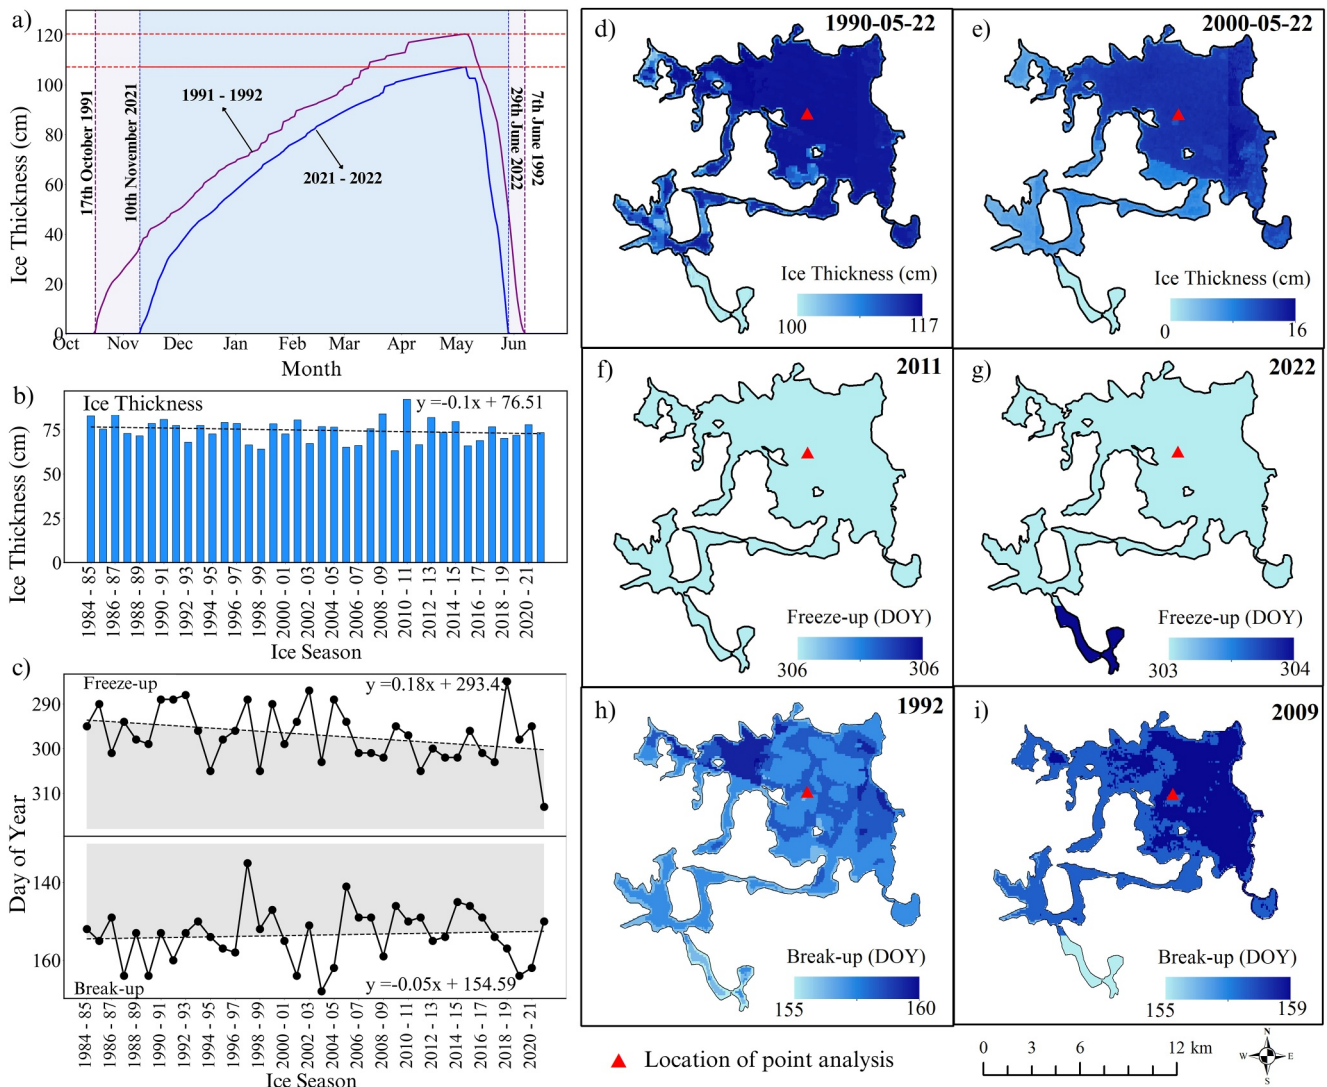 a)
120
100
80
60
40
20
0
Ice Thickness (cm)
17th October 1991
10th November 2021
1991 - 1992
2021 - 2022
29th June 2022
7th June 1992
Oct Nov Dec Jan Feb Mar Apr May Jun
Month
b)
Ice Thickness
y =-0.1x + 76.51
75
50
25
0
Ice Thickness (cm)
1984 - 85
1986 - 87
1988 - 89
1990 - 91
1992 - 93
1994 - 95
1996 - 97
1998 - 99
2000 - 01
2002 - 03
2004 - 05
2006 - 07
2008 - 09
2010 - 11
2012 - 13
2014 - 15
2016 - 17
2018 - 19
2020 - 21
Ice Season
c)
Freeze-up
y =0.18x + 293.45
290
300
310
Day of Year
140
160
Break-up
y =-0.05x + 154.59
1984 - 85
1986 - 87
1988 - 89
1990 - 91
1992 - 93
1994 - 95
1996 - 97
1998 - 99
2000 - 01
2002 - 03
2004 - 05
2006 - 07
2008 - 09
2010 - 11
2012 - 13
2014 - 15
2016 - 17
2018 - 19
2020 - 21
Ice Season
d)
1990-05-22
Ice Thickness (cm)
100 117
e)
2000-05-22
Ice Thickness (cm)
0 16
f)
2011
Freeze-up (DOY)
306 306
g)
2022
Freeze-up (DOY)
303 304
h)
1992
Break-up (DOY)
155 160
i)
2009
Break-up (DOY)
155 159
Location of point analysis
0 3 6 12 km
N
W E
S